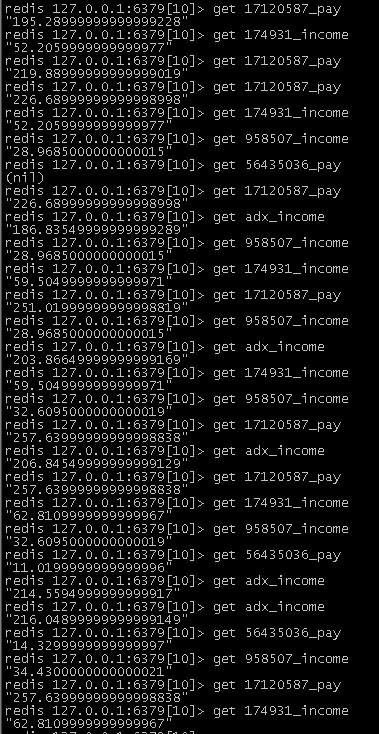 redis 127.0.0.1:6379[10]> get 17120587_pay
"195.28999999999999228"
redis 127.0.0.1:6379[10]> get 174931_income
"52.2059999999999977"
redis 127.0.0.1:6379[10]> get 17120587_pay
"219.88999999999999019"
redis 127.0.0.1:6379[10]> get 17120587_pay
"226.68999999999998998"
redis 127.0.0.1:6379[10]> get 174931_income
"52.2059999999999977"
redis 127.0.0.1:6379[10]> get 958507_income
"28.9685000000000015"
redis 127.0.0.1:6379[10]> get 56435036_pay
(nil)
redis 127.0.0.1:6379[10]> get 17120587_pay
"226.68999999999998998"
redis 127.0.0.1:6379[10]> get adx_income
"186.83549999999999289"
redis 127.0.0.1:6379[10]> get 958507_income
"28.9685000000000015"
redis 127.0.0.1:6379[10]> get 174931_income
"59.5049999999999971"
redis 127.0.0.1:6379[10]> get 17120587_pay
"251.01999999999998819"
redis 127.0.0.1:6379[10]> get 958507_income
"28.9685000000000015"
redis 127.0.0.1:6379[10]> get adx_income
"203.86649999999999169"
redis 127.0.0.1:6379[10]> get 174931_income
"59.5049999999999971"
redis 127.0.0.1:6379[10]> get 958507_income
"32.6095000000000019"
redis 127.0.0.1:6379[10]> get 17120587_pay
"257.63999999999998838"
redis 127.0.0.1:6379[10]> get adx_income
"206.84549999999999129"
redis 127.0.0.1:6379[10]> get 17120587_pay
"257.63999999999998838"
redis 127.0.0.1:6379[10]> get 174931_income
"62.8109999999999967"
redis 127.0.0.1:6379[10]> get 958507_income
"32.6095000000000019"
redis 127.0.0.1:6379[10]> get 56435036_pay
"11.0199999999999996"
redis 127.0.0.1:6379[10]> get adx_income
"214.5594999999999917"
redis 127.0.0.1:6379[10]> get adx_income
"216.04899999999999149"
redis 127.0.0.1:6379[10]> get 56435036_pay
"14.3299999999999997"
redis 127.0.0.1:6379[10]> get 958507_income
"34.4300000000000021"
redis 127.0.0.1:6379[10]> get 17120587_pay
"257.63999999999998838"
redis 127.0.0.1:6379[10]> get 174931_income
"62.8109999999999967"